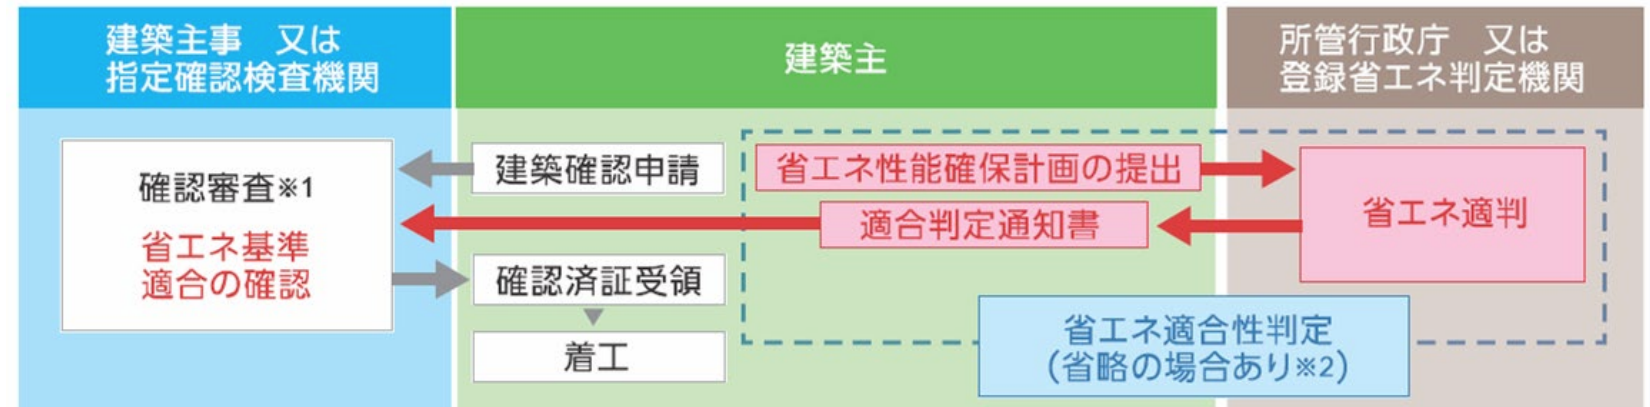 建築主事　又は
指定確認検査機関
建築主
所管行政庁　又は
登録省エネ判定機関
確認審査※1
省エネ基準
適合の確認
建築確認申請
省エネ性能確保計画の提出
適合判定通知書
省エネ適判
確認済証受領
着工
省エネ適合性判定
(省略の場合あり※2)